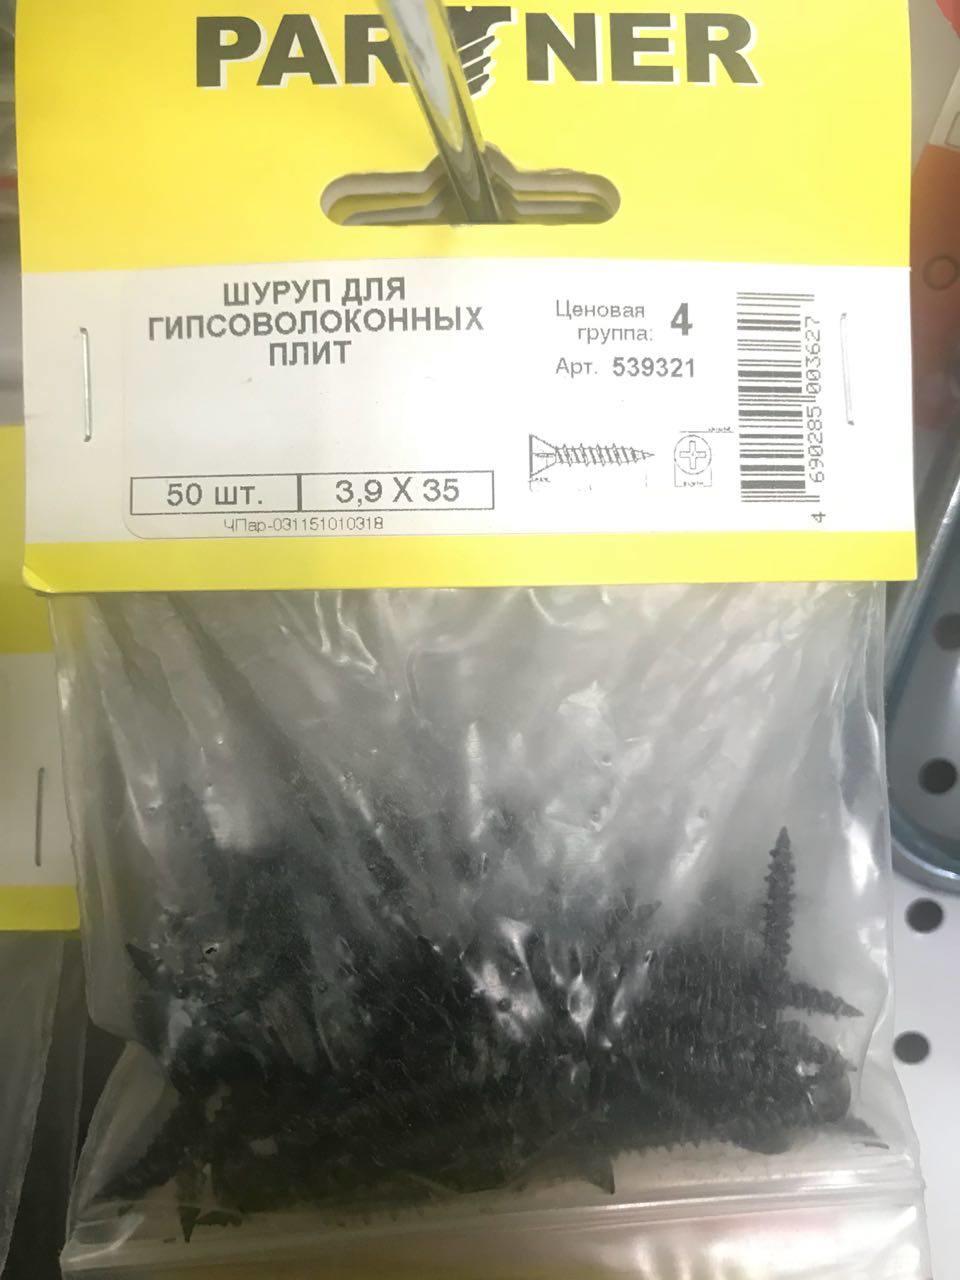 PARTNER
ШУРУП ДЛЯ
ГИПСОВОЛОКОННЫХ
ПЛИТ
Ценовая
группа: 4
Арт. 539321
50 шт. 3,9 X 35
ЧПар-031151010318
4 690285 003627